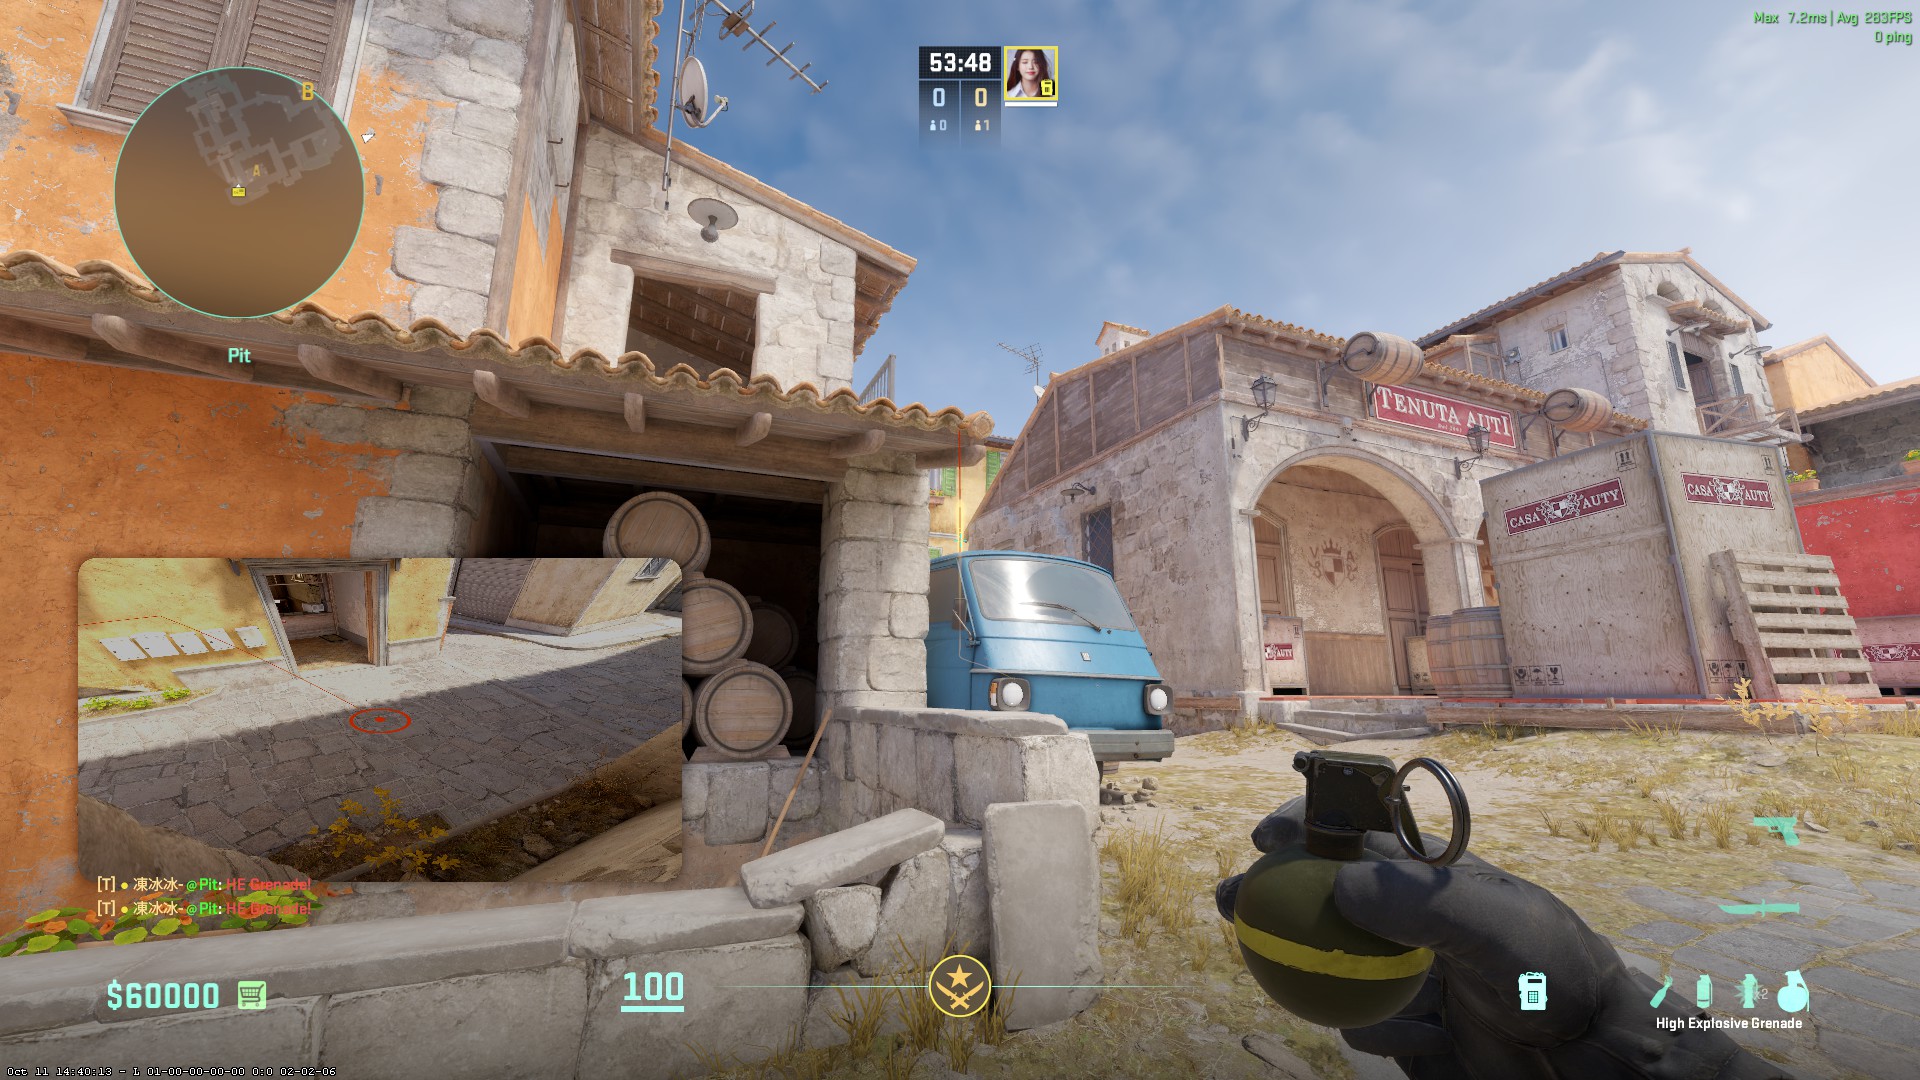 Max 7.2ms | Avg 283FPS
0 ping
53:48
0 0
0 1
B
A
Pit
TENUTA AUTI
CASA AUTY
CASA AUTY
AUTY
[T] ● 凍冰冰-@Pit: HE Grenade!
[T] ● 凍冰冰-@Pit: HE Grenade!
$60000
100
x2
High Explosive Grenade
Oct 11 14:40:13 - L 01-00-00-00-00 0:0 02-02-06